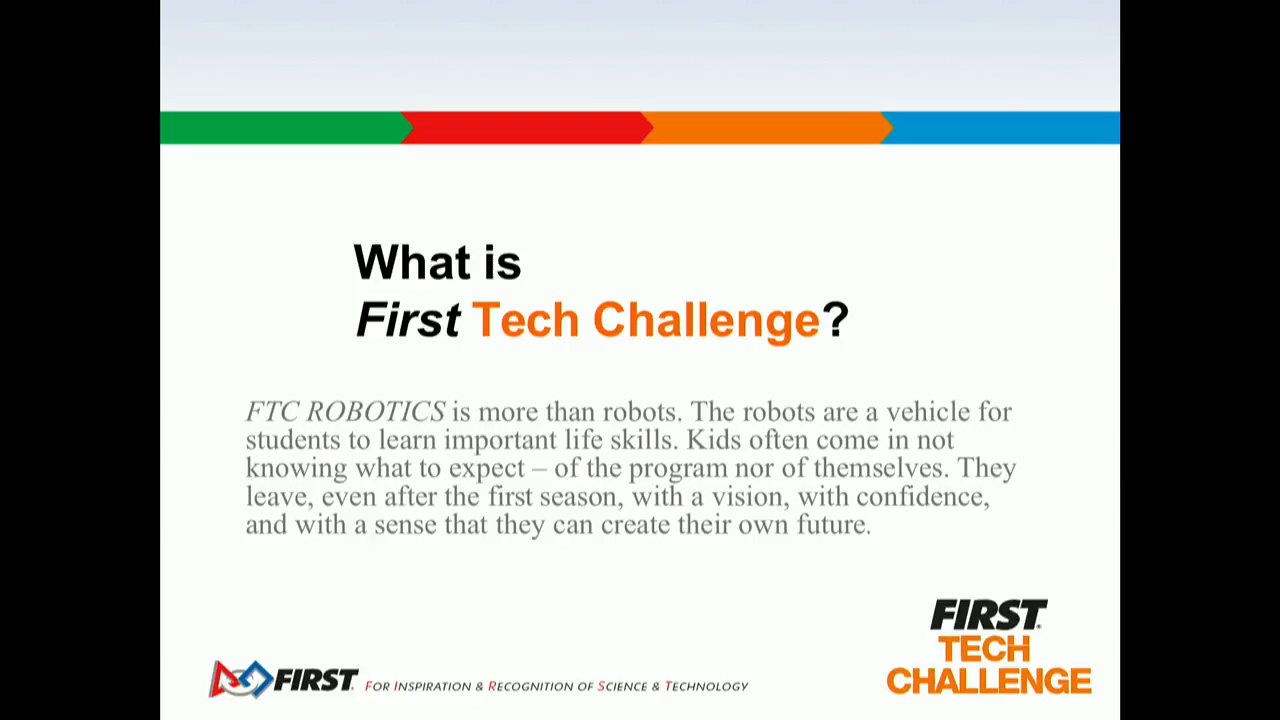 What is
First Tech Challenge?
FTC ROBOTICS is more than robots. The robots are a vehicle for
students to learn important life skills. Kids often come in not
knowing what to expect – of the program nor of themselves. They
leave, even after the first season, with a vision, with confidence,
and with a sense that they can create their own future.
FIRST®
TECH
CHALLENGE
FIRST® FOR INSPIRATION & RECOGNITION OF SCIENCE & TECHNOLOGY